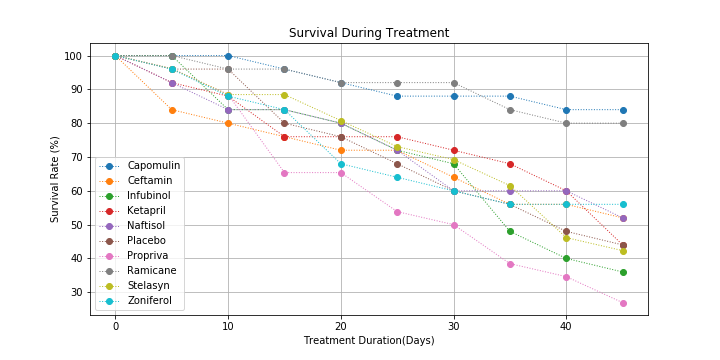 Survival During Treatment
100
90
80
70
60
50
40
30
Survival Rate (%)
Capomulin
Ceftamin
Infubinol
Ketapril
Naftisol
Placebo
Propriva
Ramicane
Stelasyn
Zoniferol
0 10 20 30 40
Treatment Duration(Days)